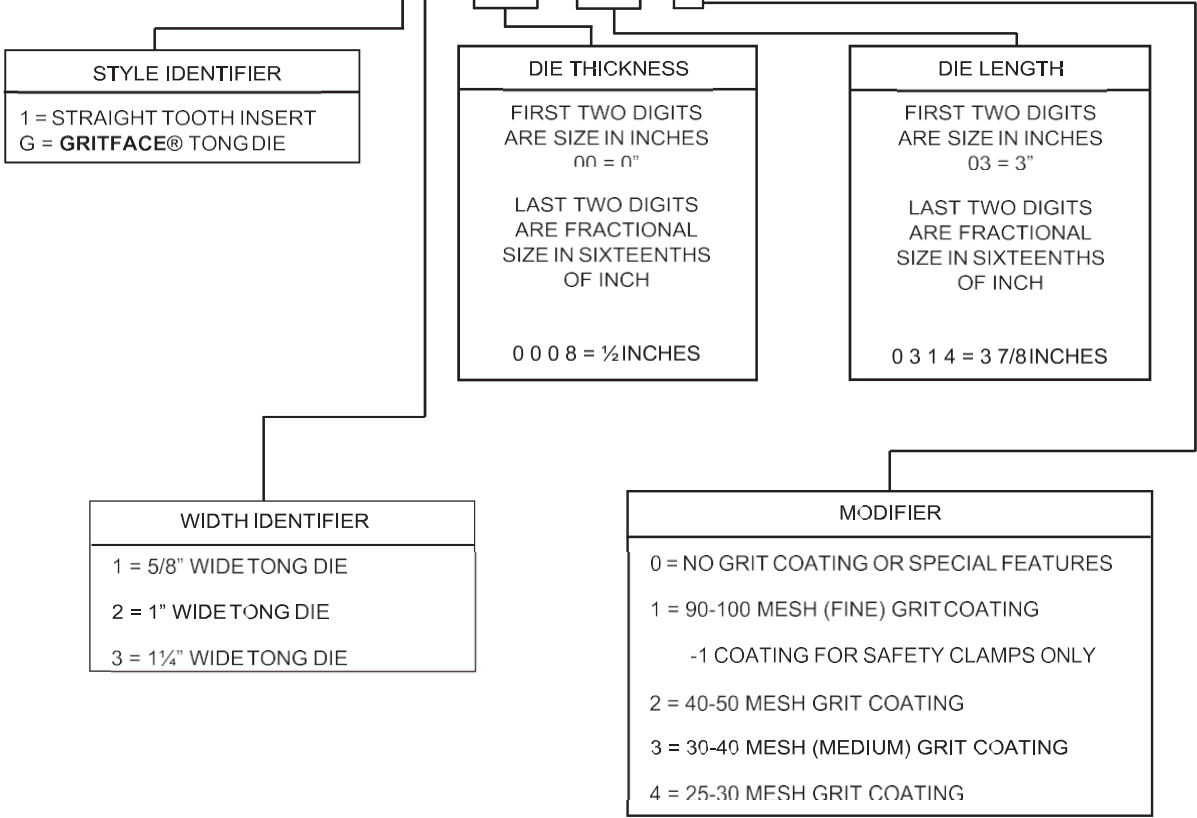 STYLE IDENTIFIER
1 = STRAIGHT TOOTH INSERT
G = GRITFACE® TONG DIE
DIE THICKNESS
FIRST TWO DIGITS
ARE SIZE IN INCHES
00 = 0”
LAST TWO DIGITS
ARE FRACTIONAL
SIZE IN SIXTEENTHS
OF INCH
0 0 0 8 = ½ INCHES
DIE LENGTH
FIRST TWO DIGITS
ARE SIZE IN INCHES
03 = 3”
LAST TWO DIGITS
ARE FRACTIONAL
SIZE IN SIXTEENTHS
OF INCH
0 3 1 4 = 3 7/8 INCHES
WIDTH IDENTIFIER
1 = 5/8” WIDE TONG DIE
2 = 1” WIDE TONG DIE
3 = 1¼” WIDE TONG DIE
MODIFIER
0 = NO GRIT COATING OR SPECIAL FEATURES
1 = 90-100 MESH (FINE) GRIT COATING
-1 COATING FOR SAFETY CLAMPS ONLY
2 = 40-50 MESH GRIT COATING
3 = 30-40 MESH (MEDIUM) GRIT COATING
4 = 25-30 MESH GRIT COATING